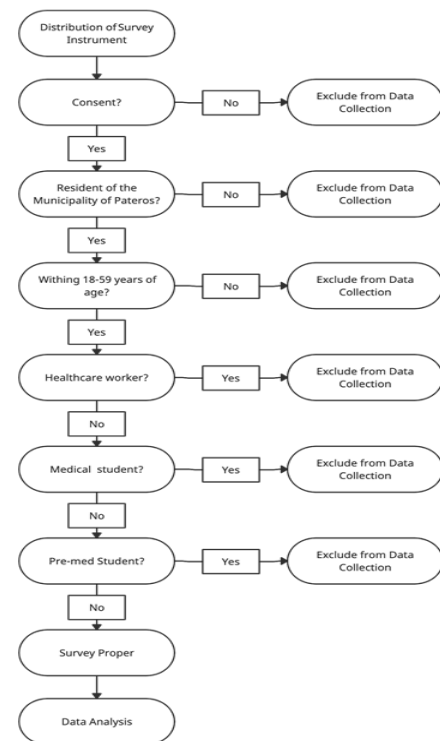 Distribution of Survey
Instrument
Consent?
No
Exclude from Data
Collection
Yes
Resident of the
Municipality of Pateros?
No
Exclude from Data
Collection
Yes
Withing 18-59 years of
age?
No
Exclude from Data
Collection
Yes
Healthcare worker?
Yes
Exclude from Data
Collection
No
Medical student?
Yes
Exclude from Data
Collection
No
Pre-med Student?
Yes
Exclude from Data
Collection
No
Survey Proper
Data Analysis